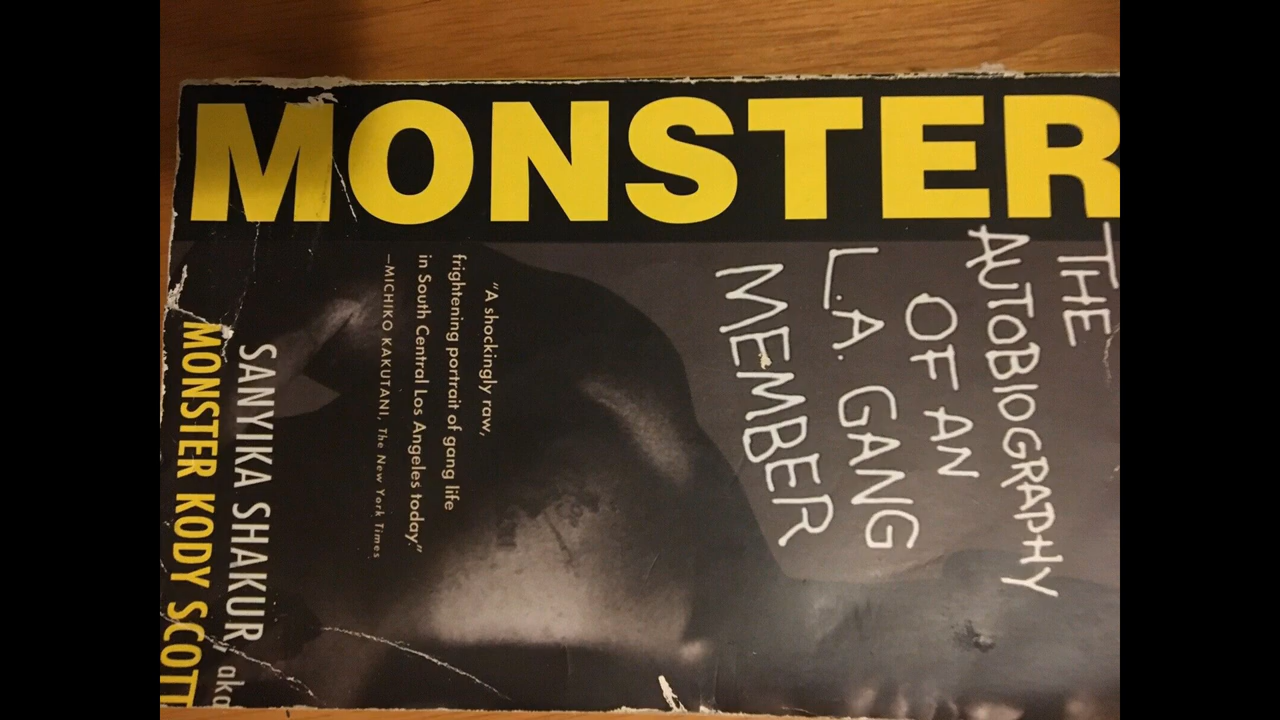 MONSTER
THE
AUTOBIOGRAPHY
OF AN
L.A. GANG
MEMBER
"A shockingly raw,
frightening portrait of gang life
in South Central Los Angeles today."
—MICHIKO KAKUTANI, The New York Times
SANYIKA SHAKUR, aka
MONSTER KODY SCOTT